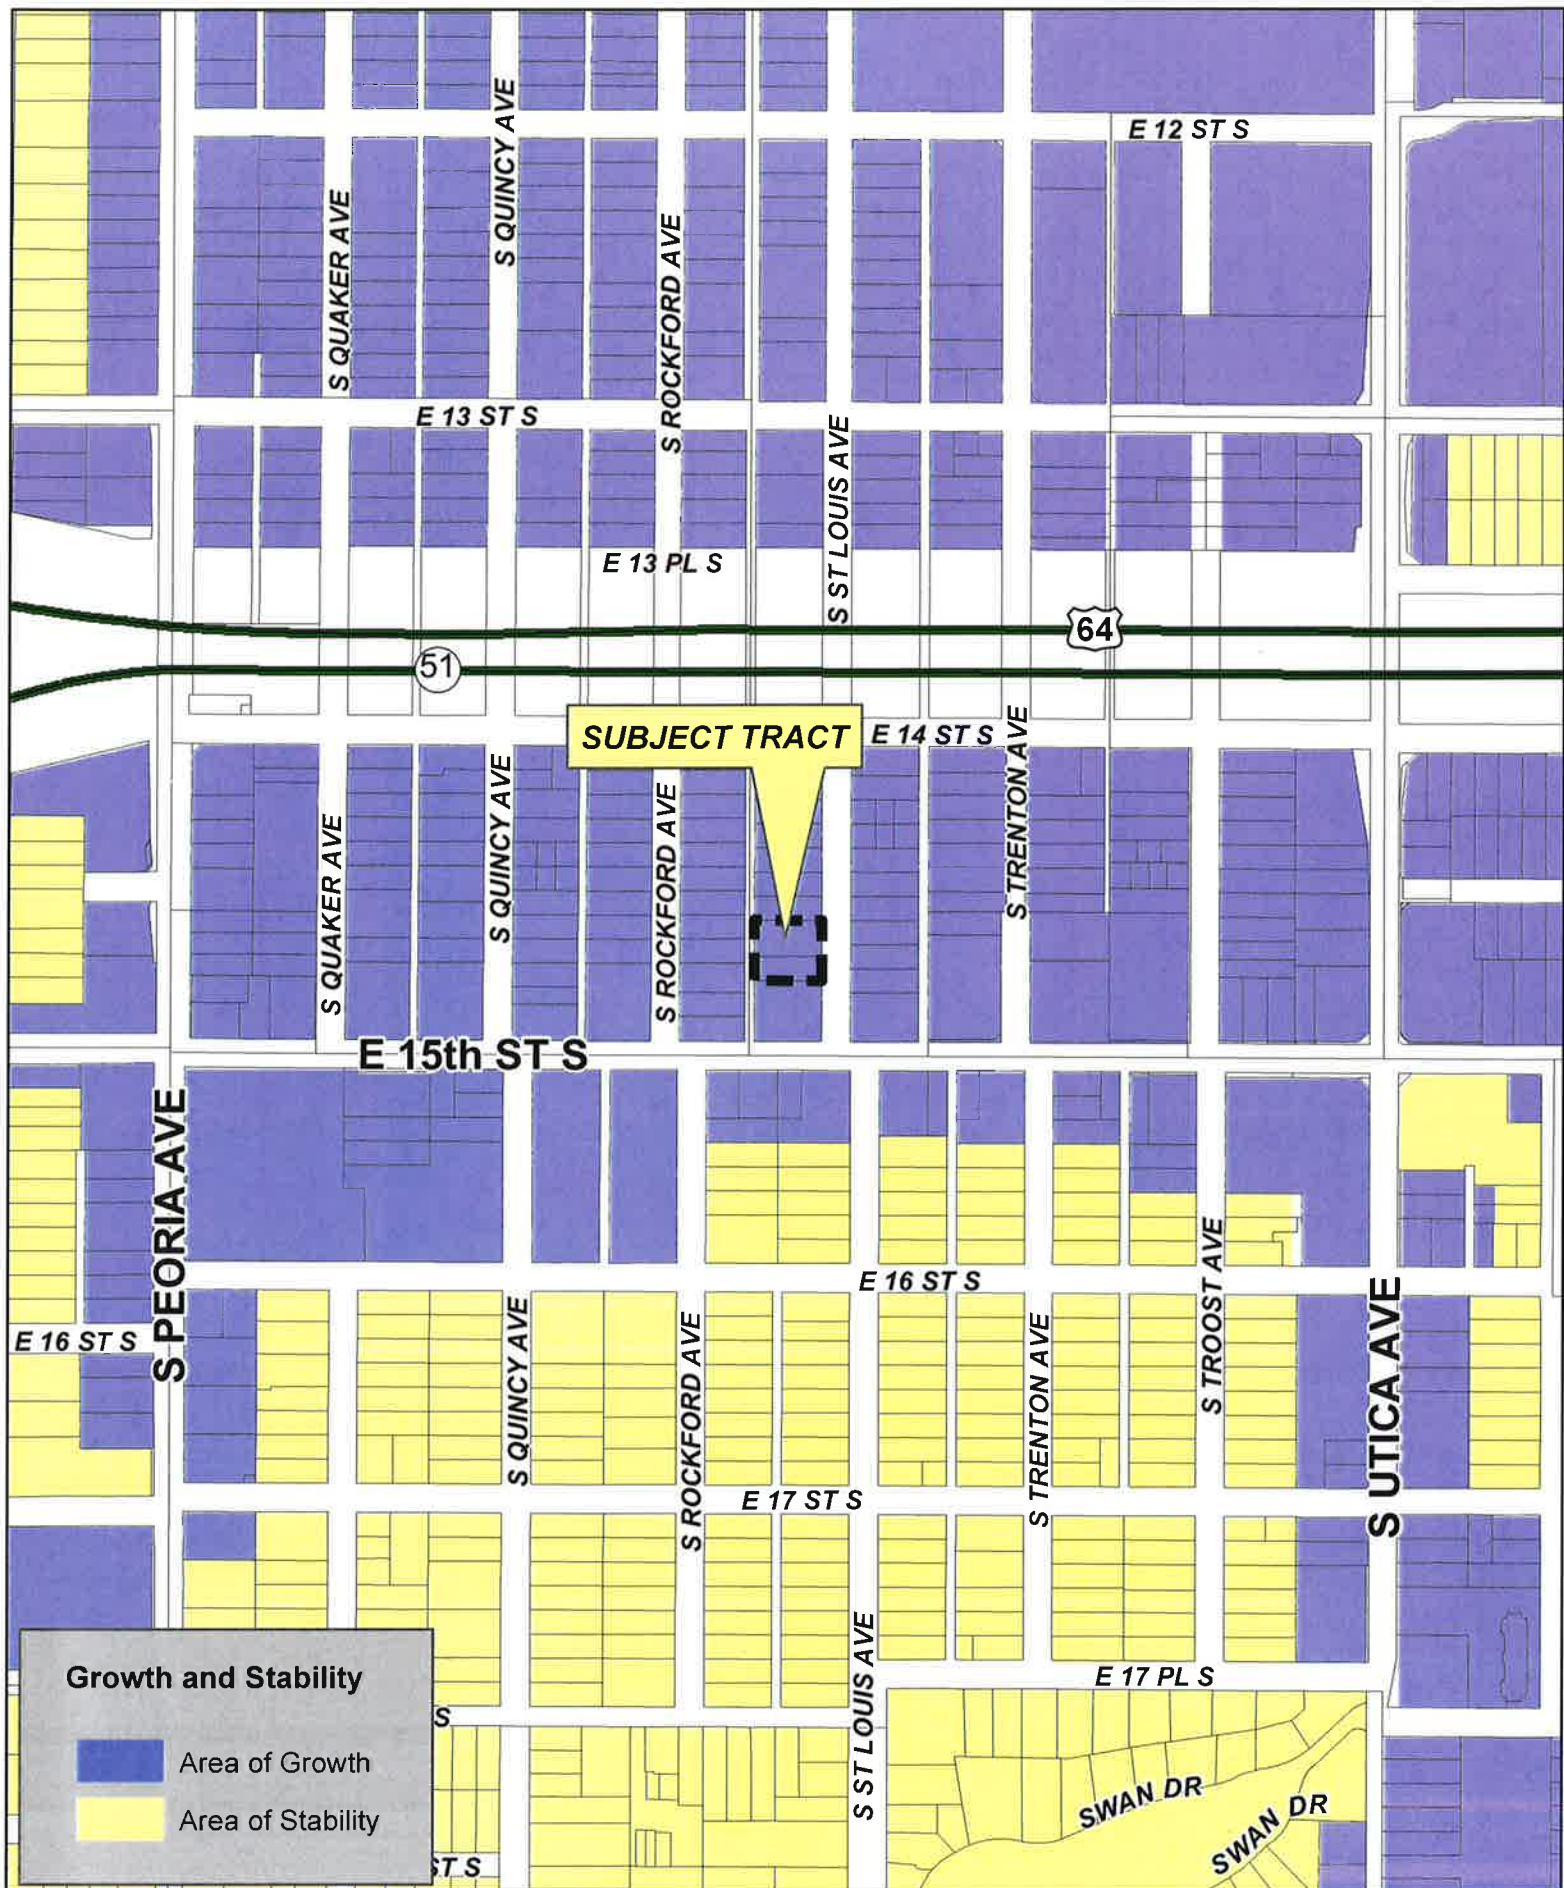 E 12 ST S
S QUINCY AVE
S QUAKER AVE
S ROCKFORD AVE
E 13 ST S
S ST LOUIS AVE
E 13 PL S
64
51
SUBJECT TRACT
E 14 ST S
S TRENTON AVE
S QUINCY AVE
S ROCKFORD AVE
S QUAKER AVE
E 15th ST S
S PEORIA AVE
E 16 ST S
S TROOST AVE
E 16 ST S
S QUINCY AVE
S ROCKFORD AVE
S TRENTON AVE
S UTICA AVE
E 17 ST S
S ST LOUIS AVE
E 17 PL S
Growth and Stability
S
Area of Growth
Area of Stability
SWAN DR
SWAN DR
ST S